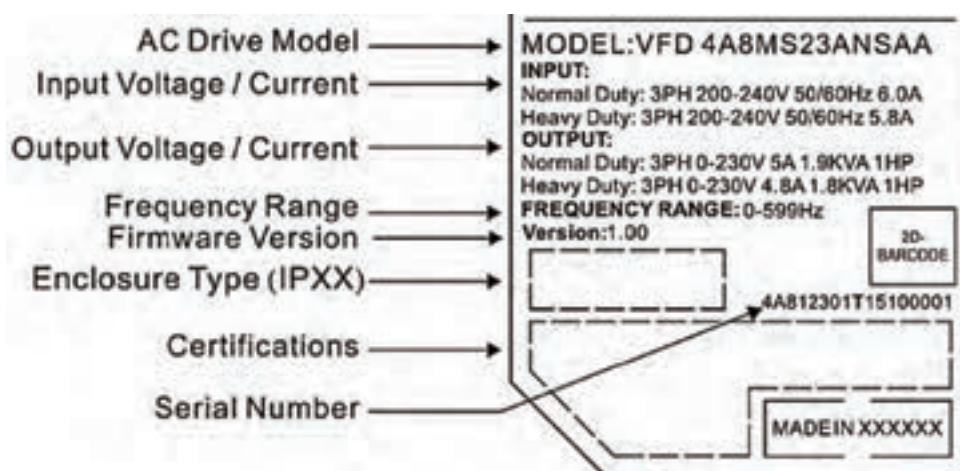 AC Drive Model
Input Voltage / Current
Output Voltage / Current
Frequency Range
Firmware Version
Enclosure Type (IPXX)
Certifications
Serial Number
MODEL:VFD 4A8MS23ANSAA
INPUT:
Normal Duty: 3PH 200-240V 50/60Hz 6.0A
Heavy Duty: 3PH 200-240V 50/60Hz 5.8A
OUTPUT:
Normal Duty: 3PH 0-230V 5A 1.9KVA 1HP
Heavy Duty: 3PH 0-230V 4.8A 1.8KVA 1HP
FREQUENCY RANGE: 0-599Hz
Version:1.00
2D-
BARCODE
4A812301T15100001
MADE IN XXXXXX